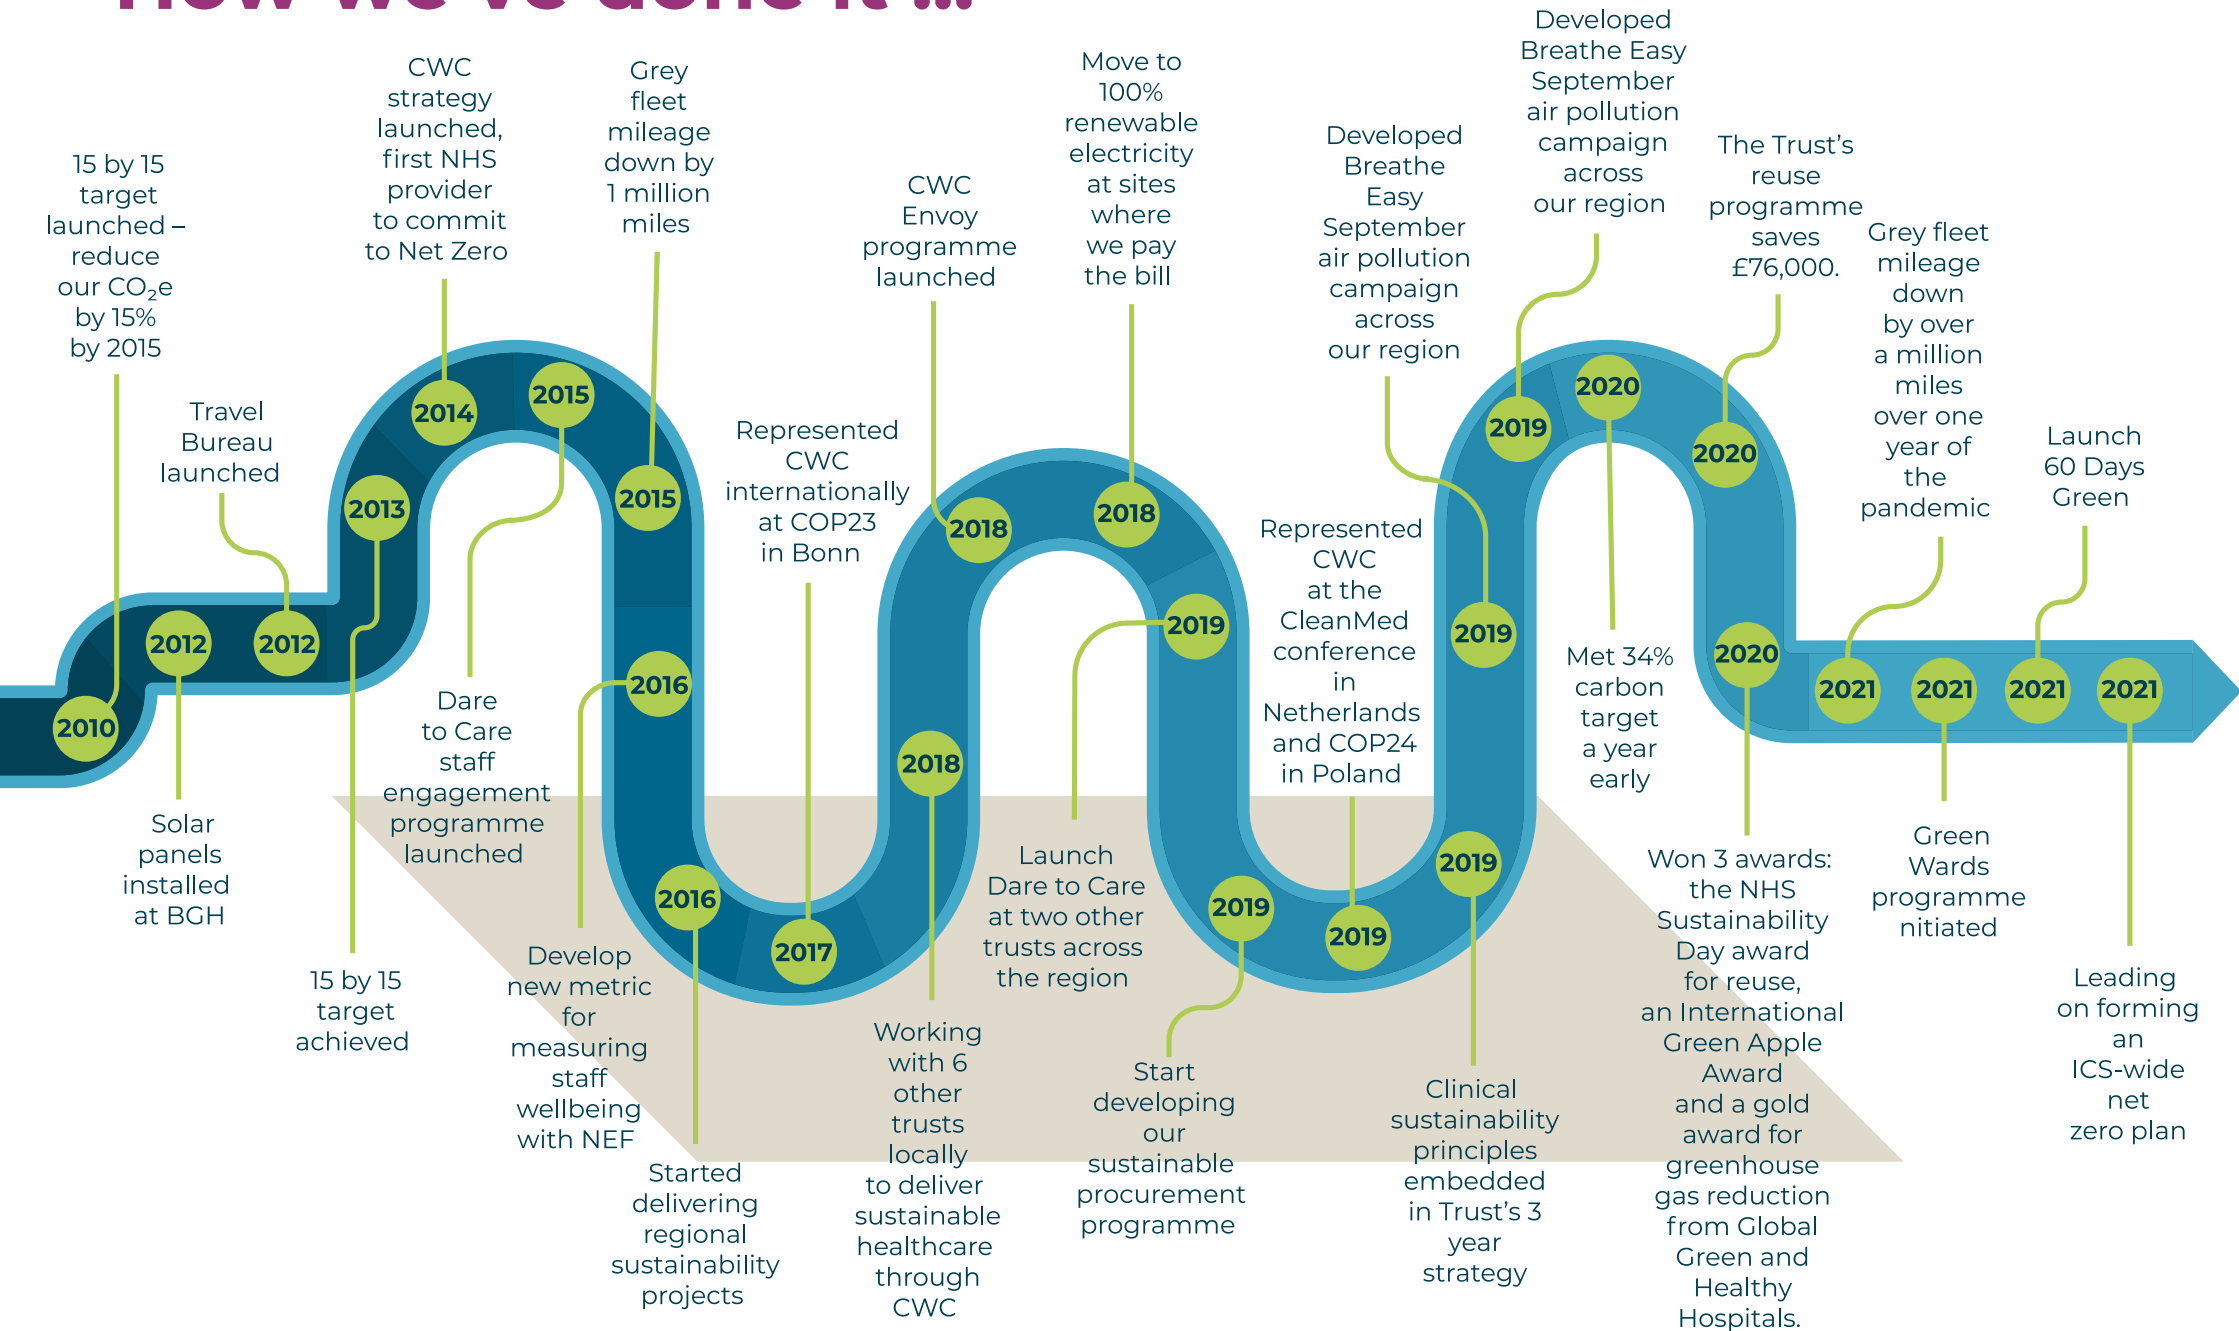 How we've done it ...
15 by 15
target
launched –
reduce
our CO₂e
by 15%
by 2015
2010
2012
Solar
panels
installed
at BGH
Travel
Bureau
launched
2012
2013
15 by 15
target
achieved
CWC
strategy
launched,
first NHS
provider
to commit
to Net Zero
2014
2015
Dare
to Care
staff
engagement
programme
launched
Grey
fleet
mileage
down by
1 million
miles
2015
2016
Develop
new metric
for
measuring
staff
wellbeing
with NEF
2016
Started
delivering
regional
sustainability
projects
Represented
CWC
internationally
at COP23
in Bonn
2017
2018
Working
with 6
other
trusts
locally
to deliver
sustainable
healthcare
through
CWC
CWC
Envoy
programme
launched
2018
Move to
100%
renewable
electricity
at sites
where
we pay
the bill
2018
2019
Launch
Dare to Care
at two other
trusts across
the region
2019
Start
developing
our
sustainable
procurement
programme
Represented
CWC
at the
CleanMed
conference
in
Netherlands
and COP24
in Poland
2019
2019
Clinical
sustainability
principles
embedded
in Trust's 3
year
strategy
Developed
Breathe
Easy
September
air pollution
campaign
across
our region
2019
Developed
Breathe Easy
September
air pollution
campaign
across
our region
2019
2020
Met 34%
carbon
target
a year
early
The Trust's
reuse
programme
saves
£76,000.
2020
2020
Won 3 awards:
the NHS
Sustainability
Day award
for reuse,
an International
Green Apple
Award
and a gold
award for
greenhouse
gas reduction
from Global
Green and
Healthy
Hospitals.
Grey fleet
mileage
down
by over
a million
miles
over one
year of
the
pandemic
2021
2021
Green
Wards
programme
nitiated
Launch
60 Days
Green
2021
2021
Leading
on forming
an
ICS-wide
net
zero plan